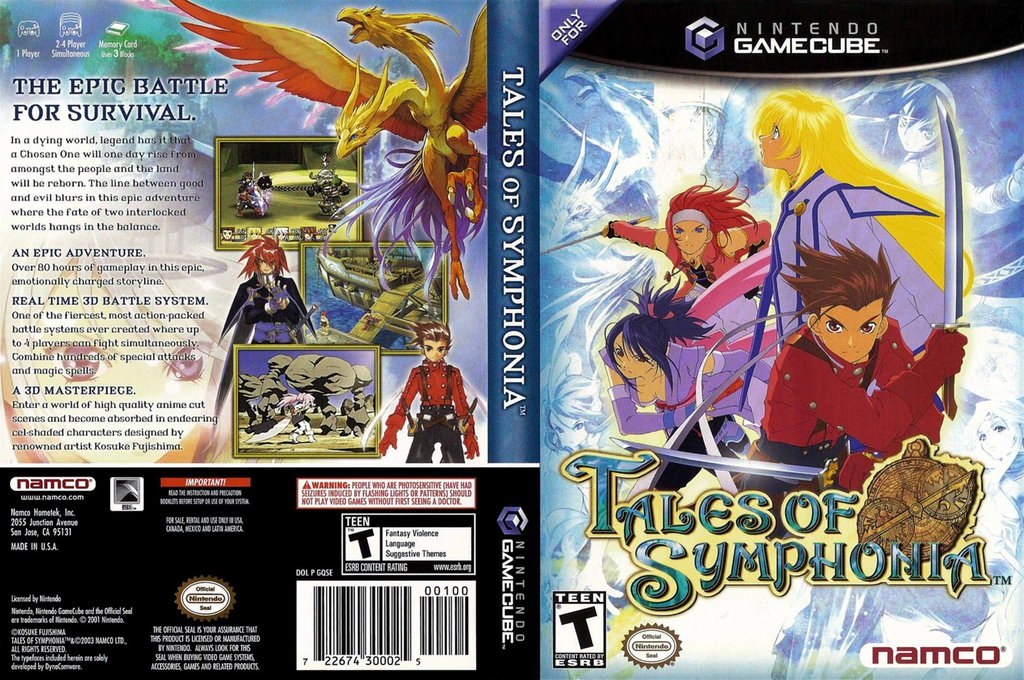 1 Player
2-4 Player
Simultaneous
Memory Card
Uses 3 Blocks
THE EPIC BATTLE
FOR SURVIVAL.
In a dying world, legend has it that
a Chosen One will one day rise from
amongst the people and the land
will be reborn. The line between good
and evil blurs in this epic adventure
where the fate of two interlocked
worlds hangs in the balance.
AN EPIC ADVENTURE.
Over 80 hours of gameplay in this epic,
emotionally charged storyline.
REAL TIME 3D BATTLE SYSTEM.
One of the fiercest, most action-packed
battle systems ever created where up
to 4 players can fight simultaneously.
Combine hundreds of special attacks
and magic spells.
A 3D MASTERPIECE.
Enter a world of high quality anime cut
scenes and become absorbed in endearing
cel-shaded characters designed by
renowned artist Kosuke Fujishima.
namco®
www.namco.com
Namco Hometek, Inc.
2055 Junction Avenue
San Jose, CA 95131
MADE IN U.S.A.
Licensed by Nintendo
Nintendo, Nintendo GameCube and the Official Seal
are trademarks of Nintendo. © 2001 Nintendo.
©KOSUKE FUJISHIMA
TALES OF SYMPHONIA™&©2003 NAMCO LTD.,
ALL RIGHTS RESERVED.
The typefaces included herein are solely
developed by DynaComware.
IMPORTANT!
READ THE INSTRUCTION AND PRECAUTION
BOOKLETS BEFORE SETUP OR USE OF YOUR SYSTEM.
FOR SALE, RENTAL AND USE ONLY IN USA,
CANADA, MEXICO AND LATIN AMERICA.
Official
Nintendo
Seal
THE OFFICIAL SEAL IS YOUR ASSURANCE THAT
THIS PRODUCT IS LICENSED OR MANUFACTURED
BY NINTENDO. ALWAYS LOOK FOR THIS
SEAL WHEN BUYING VIDEO GAME SYSTEMS,
ACCESSORIES, GAMES AND RELATED PRODUCTS.
WARNING: PEOPLE WHO ARE PHOTOSENSITIVE (HAVE HAD
SEIZURES INDUCED BY FLASHING LIGHTS OR PATTERNS) SHOULD
NOT PLAY VIDEO GAMES WITHOUT FIRST SEEING A DOCTOR.
TEEN
T
Fantasy Violence
Language
Suggestive Themes
ESRB CONTENT RATING www.esrb.org
DOL P GQSE
00100
7 22674 30002 5
TALES OF SYMPHONIA™
NINTENDO
GAMECUBE™
ONLY
FOR
NINTENDO
GAMECUBE™
TALES OF
SYMPHONIA™
TEEN
T
CONTENT RATED BY
ESRB
Official
Nintendo
Seal
namco®